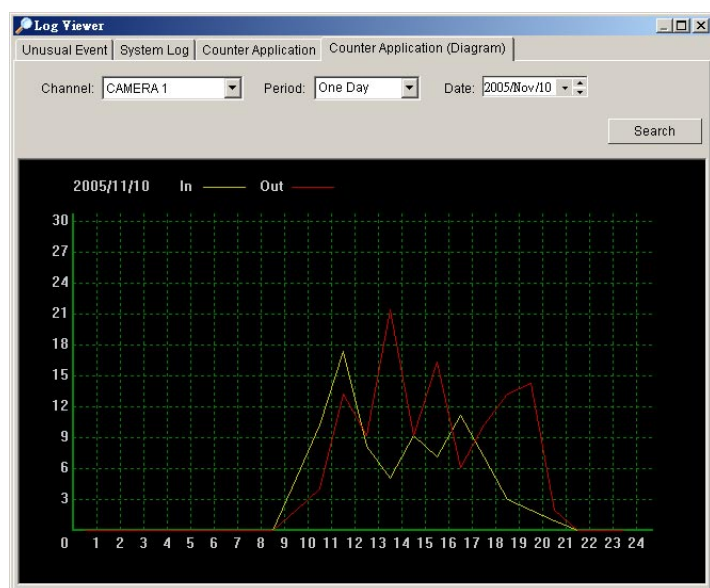 Log Viewer
Unusual Event System Log Counter Application Counter Application (Diagram)
Channel: CAMERA 1 Period: One Day Date: 2005/Nov/10
Search
2005/11/10 In Out
30
27
24
21
18
15
12
9
6
3
0 1 2 3 4 5 6 7 8 9 10 11 12 13 14 15 16 17 18 19 20 21 22 23 24